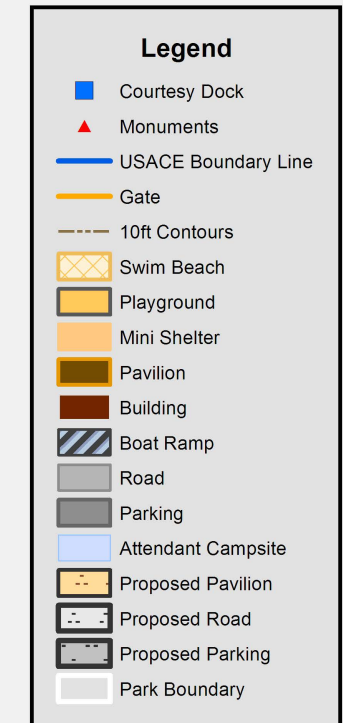 Legend
Courtesy Dock
Monuments
USACE Boundary Line
Gate
10ft Contours
Swim Beach
Playground
Mini Shelter
Pavilion
Building
Boat Ramp
Road
Parking
Attendant Campsite
Proposed Pavilion
Proposed Road
Proposed Parking
Park Boundary